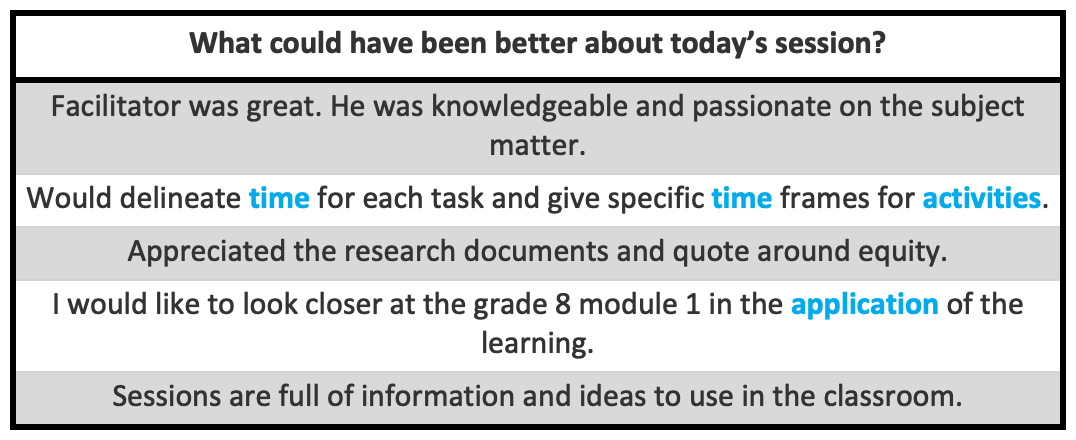 What could have been better about today’s session?
Facilitator was great. He was knowledgeable and passionate on the subject
matter.
Would delineate time for each task and give specific time frames for activities.
Appreciated the research documents and quote around equity.
I would like to look closer at the grade 8 module 1 in the application of the
learning.
Sessions are full of information and ideas to use in the classroom.